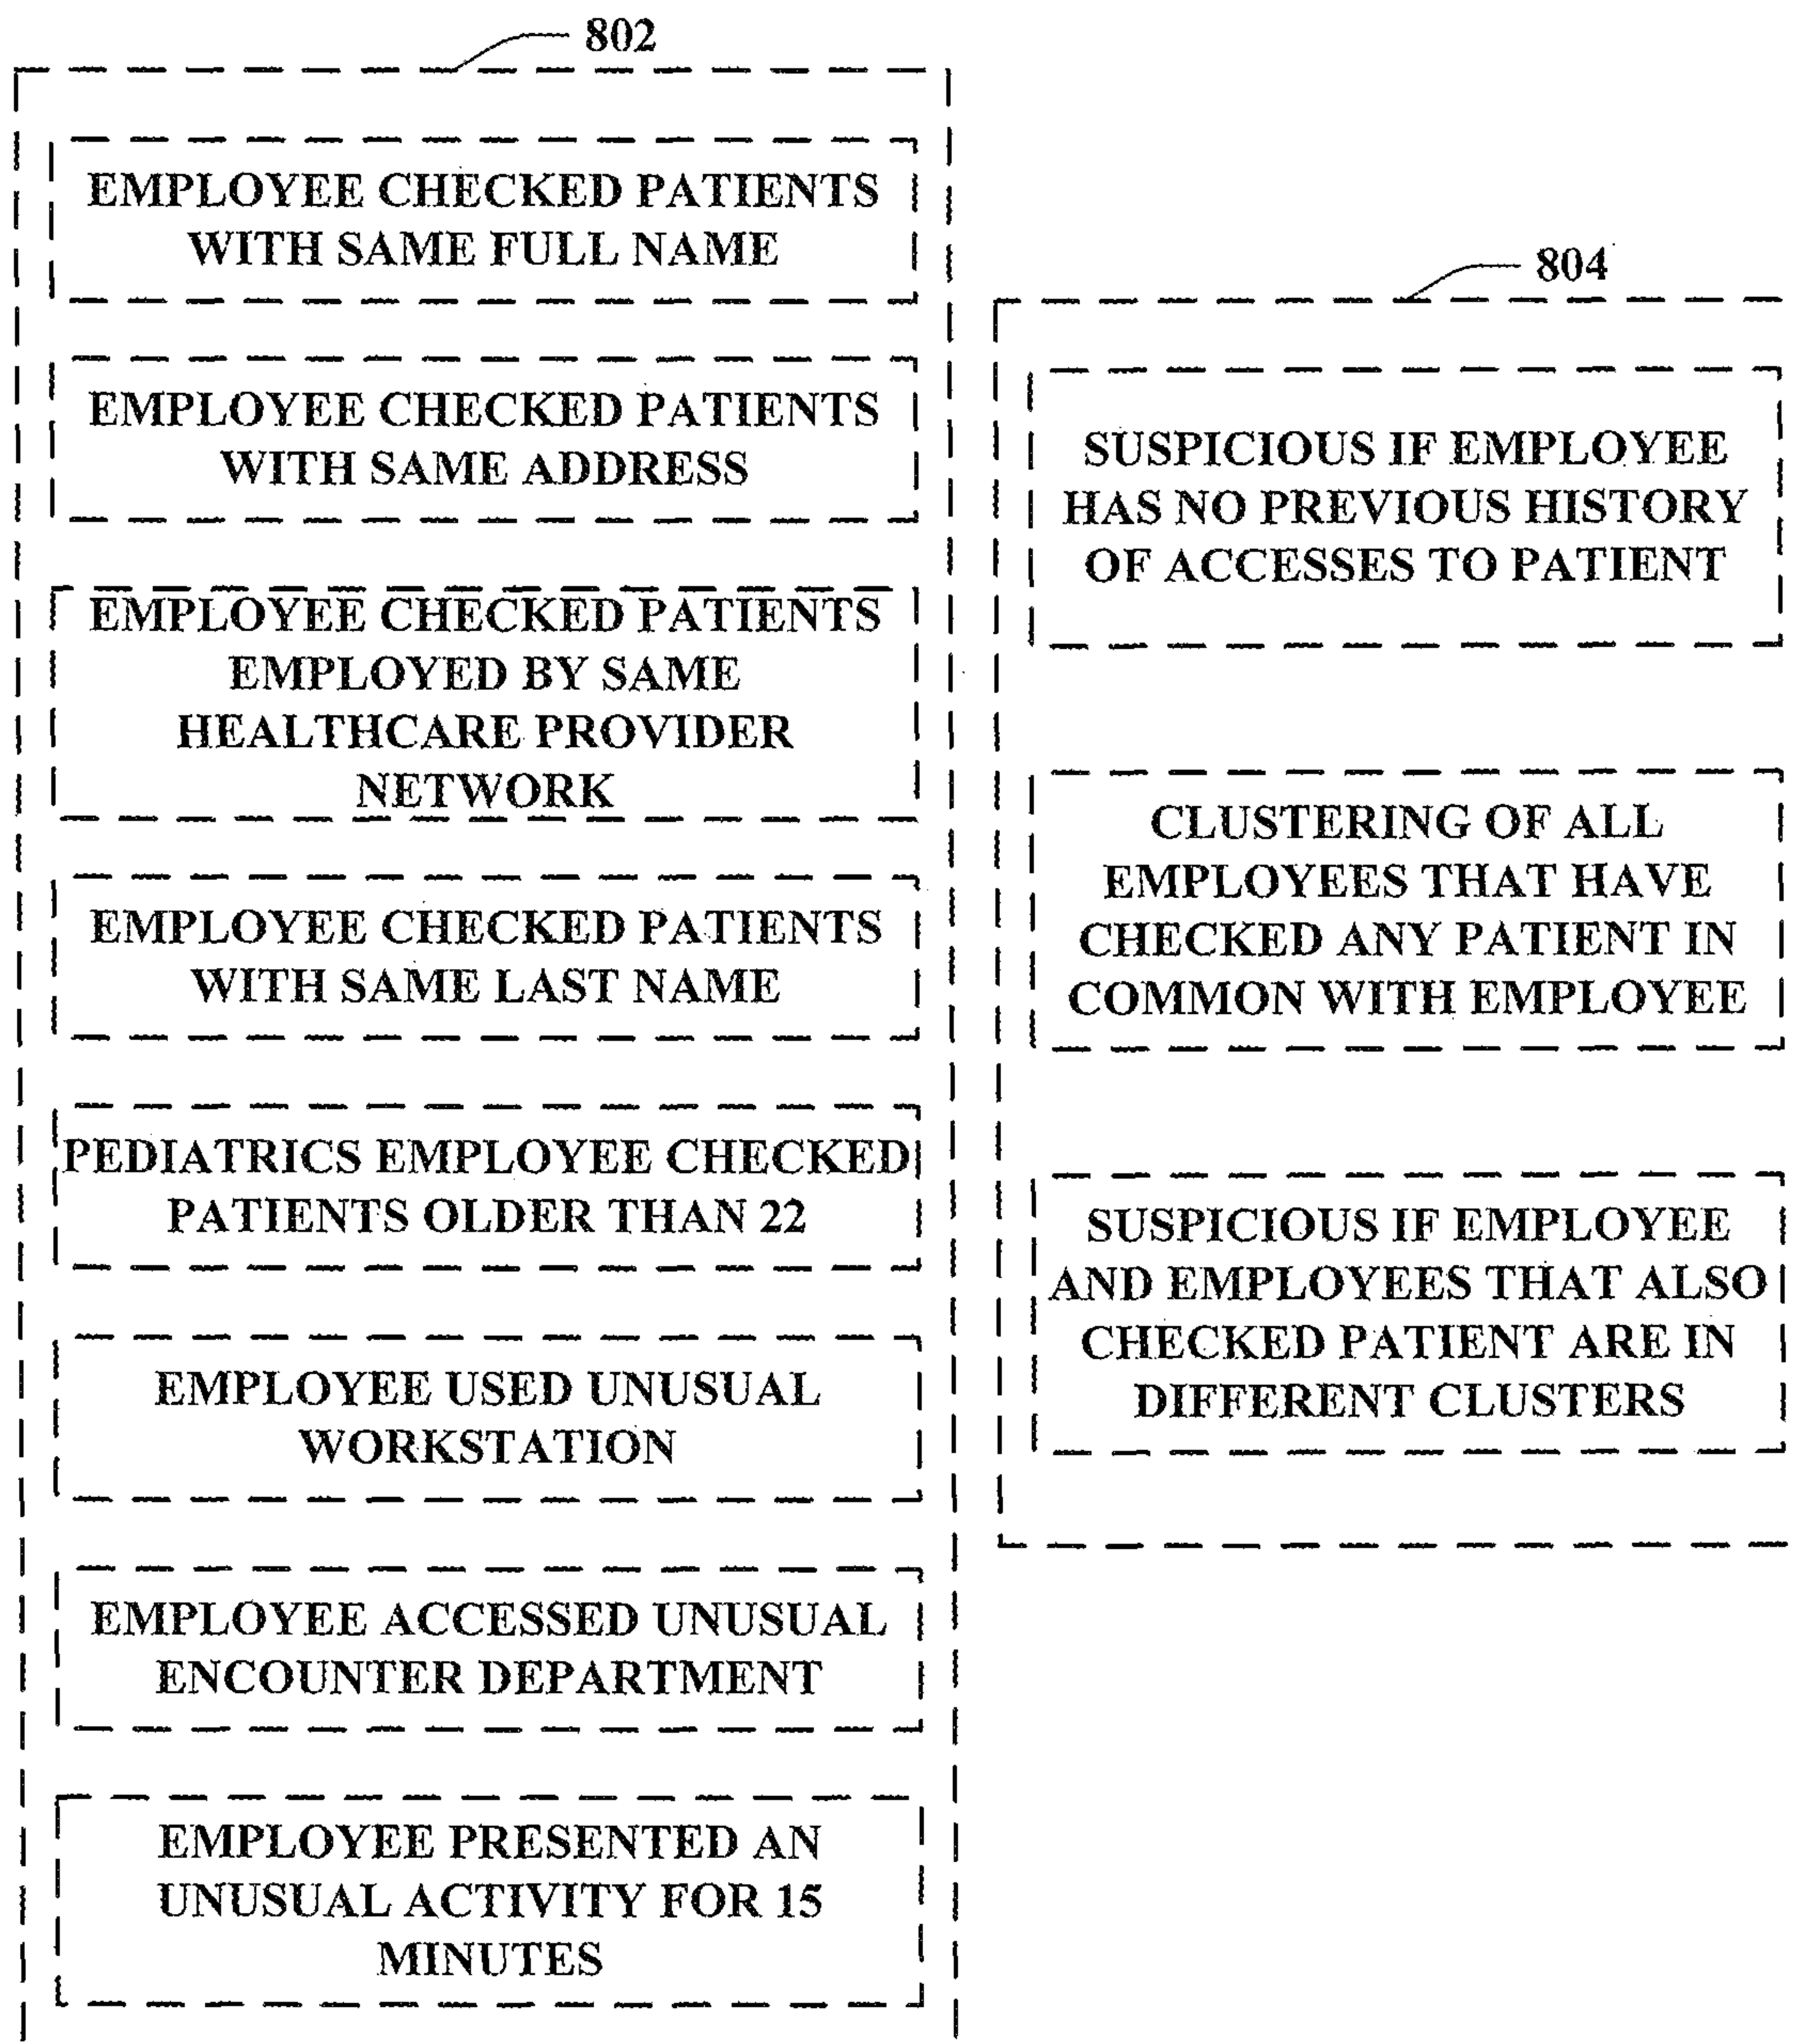 802
EMPLOYEE CHECKED PATIENTS
WITH SAME FULL NAME
EMPLOYEE CHECKED PATIENTS
WITH SAME ADDRESS
EMPLOYEE CHECKED PATIENTS
EMPLOYED BY SAME
HEALTHCARE PROVIDER
NETWORK
EMPLOYEE CHECKED PATIENTS
WITH SAME LAST NAME
PEDIATRICS EMPLOYEE CHECKED
PATIENTS OLDER THAN 22
EMPLOYEE USED UNUSUAL
WORKSTATION
EMPLOYEE ACCESSED UNUSUAL
ENCOUNTER DEPARTMENT
EMPLOYEE PRESENTED AN
UNUSUAL ACTIVITY FOR 15
MINUTES
804
SUSPICIOUS IF EMPLOYEE
HAS NO PREVIOUS HISTORY
OF ACCESSES TO PATIENT
CLUSTERING OF ALL
EMPLOYEES THAT HAVE
CHECKED ANY PATIENT IN
COMMON WITH EMPLOYEE
SUSPICIOUS IF EMPLOYEE
AND EMPLOYEES THAT ALSO
CHECKED PATIENT ARE IN
DIFFERENT CLUSTERS